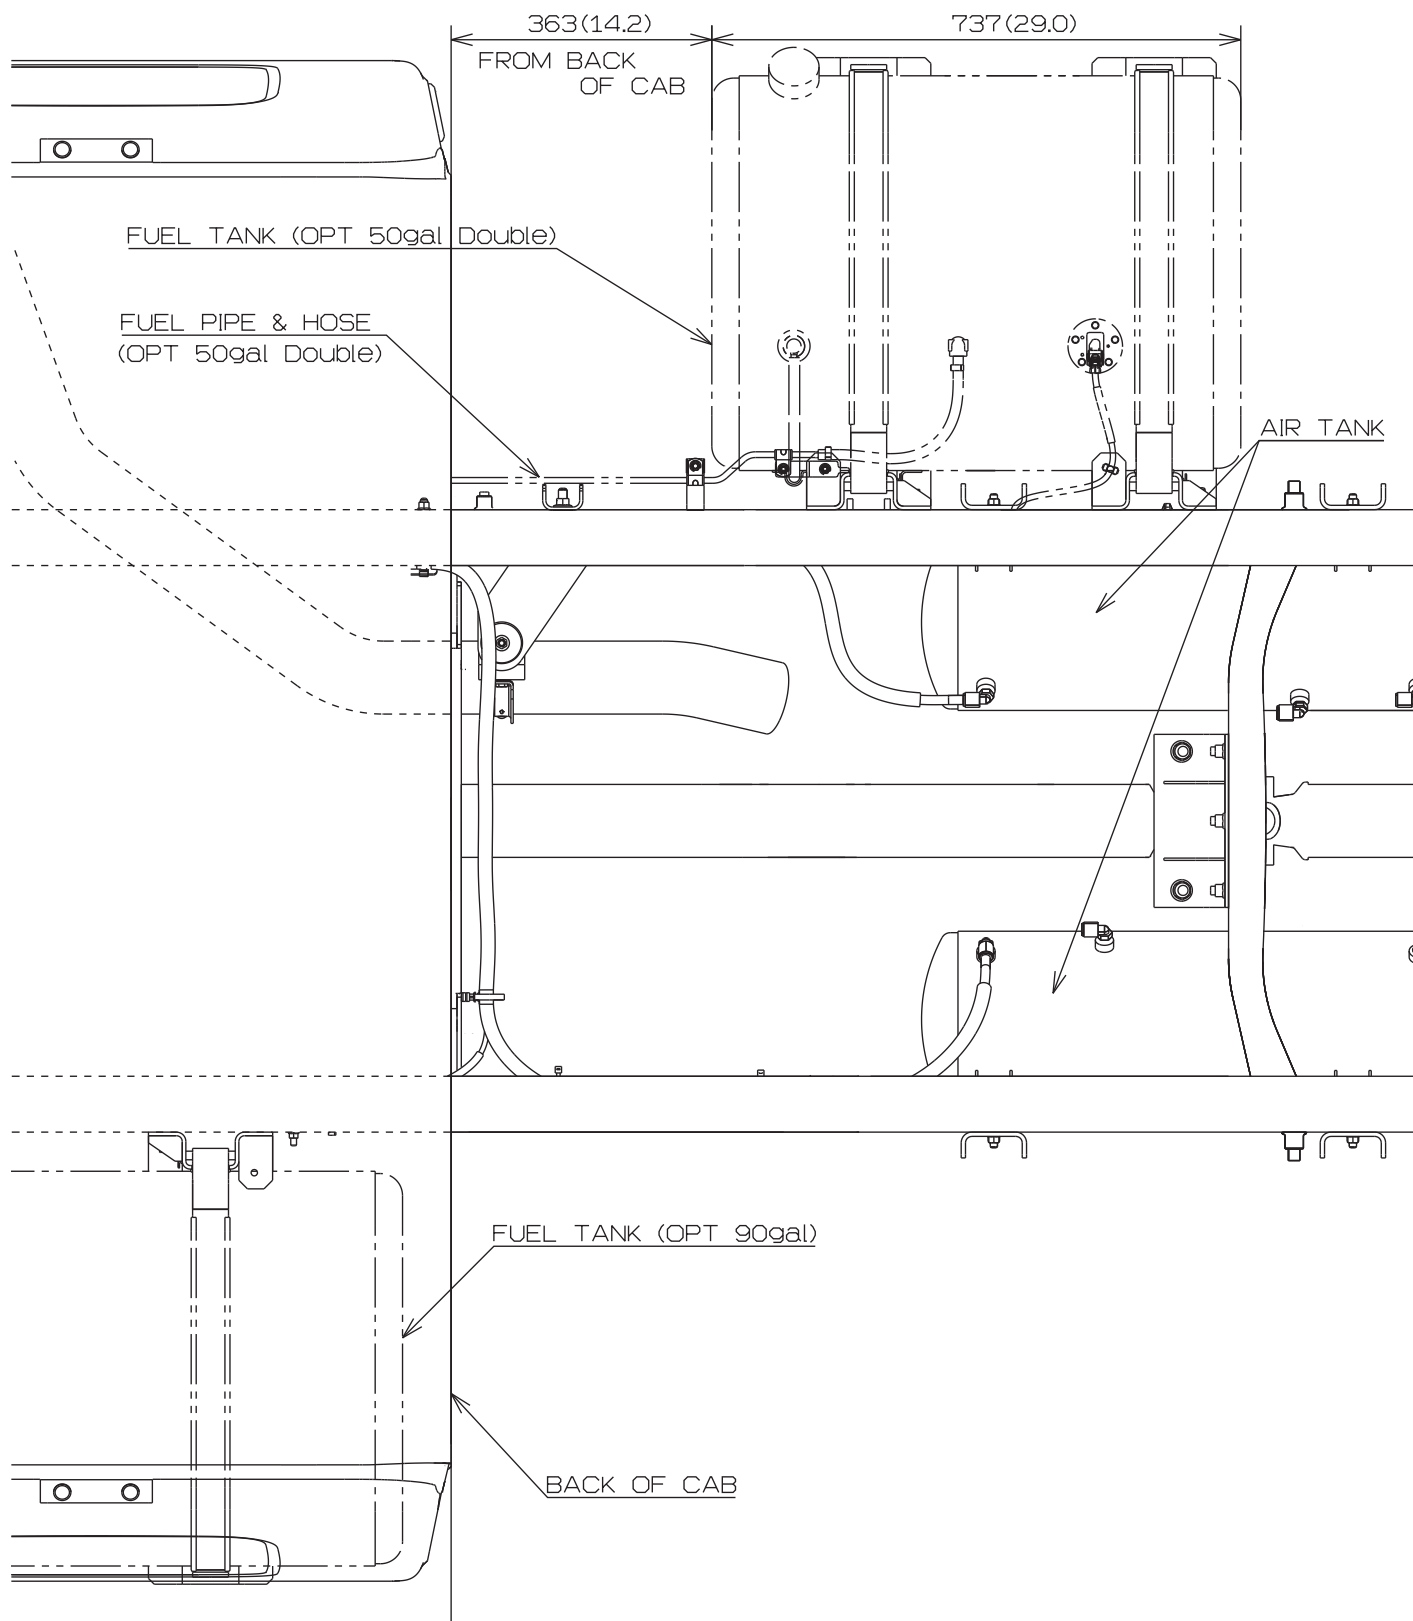 363(14.2)
737(29.0)
FROM BACK
OF CAB
FUEL TANK (OPT 50gal Double)
FUEL PIPE & HOSE
(OPT 50gal Double)
AIR TANK
FUEL TANK (OPT 90gal)
BACK OF CAB